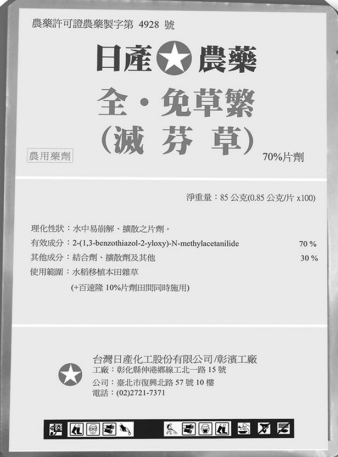 農藥許可證農藥製字第 4928 號
日產★農藥
全・免草繁
(滅芬草)
農用藥劑
70%片劑
淨重量：85 公克(0.85 公克/片 x100)
理化性狀：水中易崩解、擴散之片劑。
有效成分：2-(1,3-benzothiazol-2-yloxy)-N-methylacetanilide 70 %
其他成分：結合劑、擴散劑及其他 30 %
使用範圍：水稻移植本田雜草
(+百速隆 10%片劑田間同時施用)
台灣日產化工股份有限公司/彰濱工廠
工廠：彰化縣伸港鄉線工北一路 15 號
公司：臺北市復興北路 57 號 10 樓
電話：(02)2721-7371